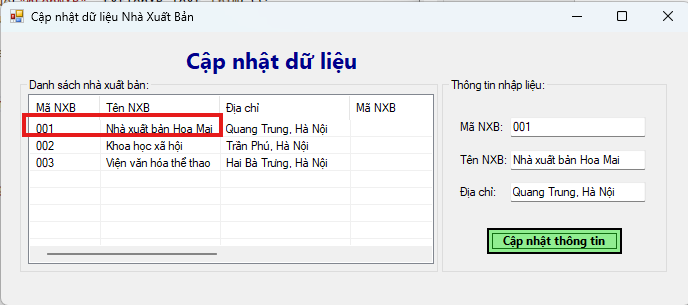 Cập nhật dữ liệu Nhà Xuất Bản
Cập nhật dữ liệu
Danh sách nhà xuất bản:
Mã NXB Tên NXB Địa chỉ Mã NXB
001 Nhà xuất bản Hoa Mai Quang Trung, Hà Nội
002 Khoa học xã hội Trần Phú, Hà Nội
003 Viện văn hóa thể thao Hai Bà Trưng, Hà Nội
Thông tin nhập liệu:
Mã NXB: 001
Tên NXB: Nhà xuất bản Hoa Mai
Địa chỉ: Quang Trung, Hà Nội
Cập nhật thông tin